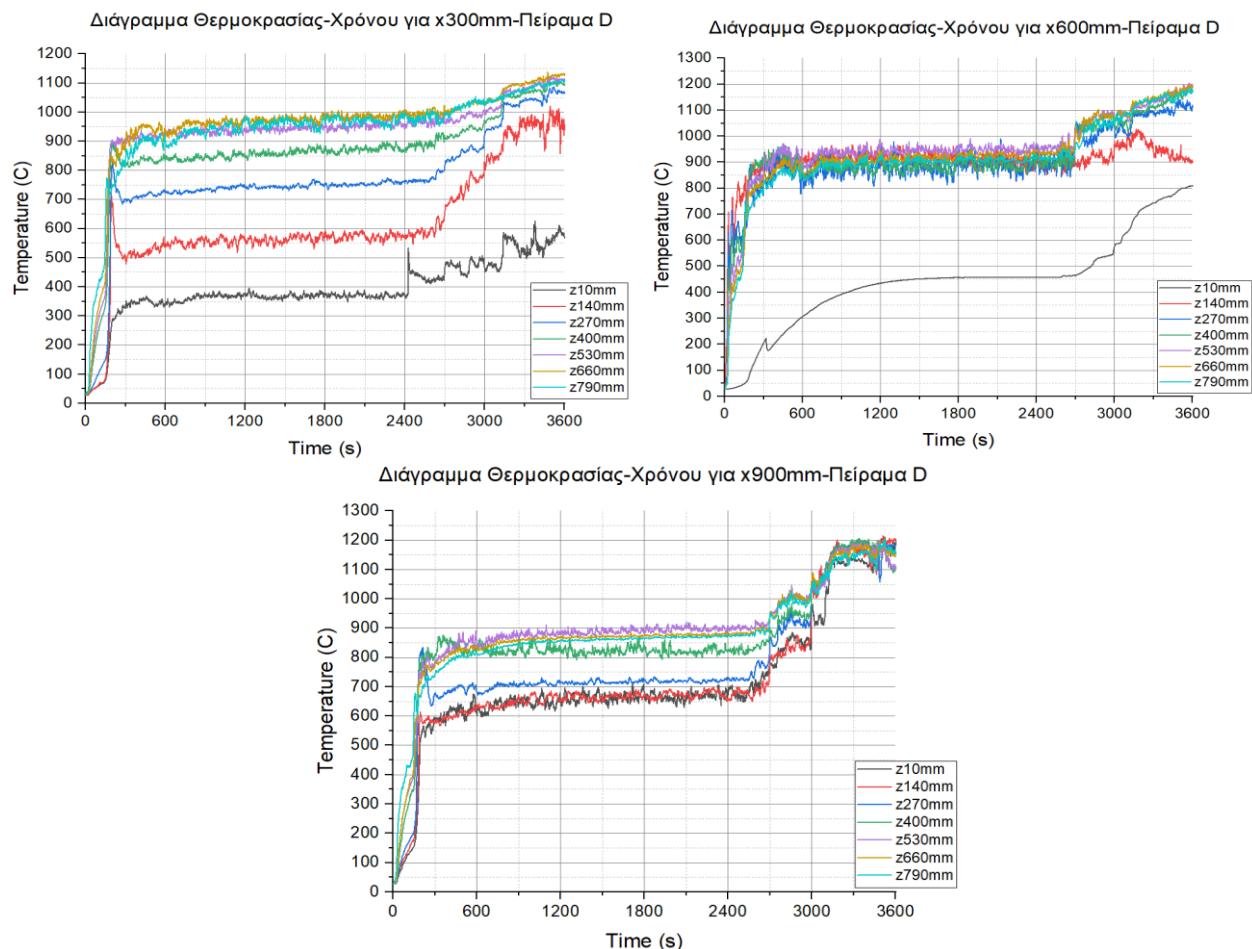 Διάγραμμα Θερμοκρασίας-Χρόνου για x300mm-Πείραμα D
1200
1100
1000
900
800
700
600
500
400
300
200
100
0
Temperature (C)
z10mm
z140mm
z270mm
z400mm
z530mm
z660mm
z790mm
0 600 1200 1800 2400 3000 3600
Time (s)
Διάγραμμα Θερμοκρασίας-Χρόνου για x600mm-Πείραμα D
1300
1200
1100
1000
900
800
700
600
500
400
300
200
100
0
Temperature (C)
z10mm
z140mm
z270mm
z400mm
z530mm
z660mm
z790mm
0 600 1200 1800 2400 3000 3600
Time (s)
Διάγραμμα Θερμοκρασίας-Χρόνου για x900mm-Πείραμα D
1300
1200
1100
1000
900
800
700
600
500
400
300
200
100
0
Temperature (C)
z10mm
z140mm
z270mm
z400mm
z530mm
z660mm
z790mm
0 600 1200 1800 2400 3000 3600
Time (s)